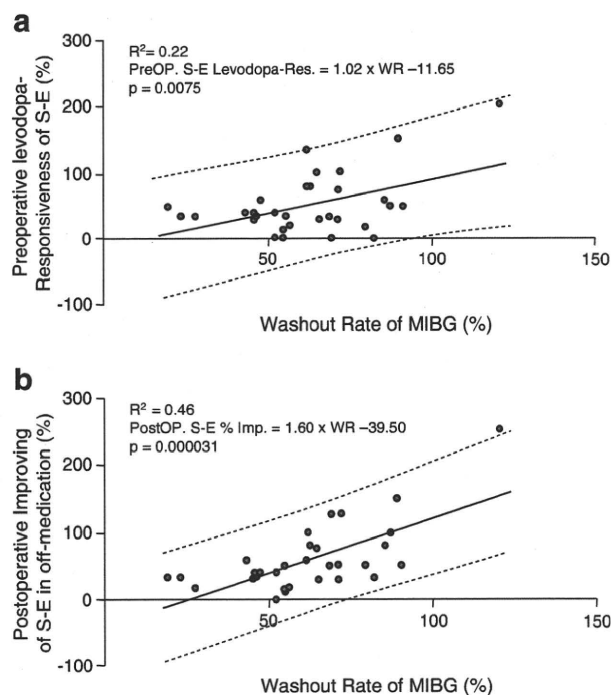 a
300
200
100
0
-100
Preoperative levodopa-
Responsiveness of S-E (%)
R²= 0.22
PreOP. S-E Levodopa-Res. = 1.02 x WR –11.65
p = 0.0075
50
100
150
Washout Rate of MIBG (%)
b
300
200
100
0
-100
Postoperative Improving
of S-E in off-medication (%)
R² = 0.46
PostOP. S-E % Imp. = 1.60 x WR –39.50
p = 0.000031
50
100
150
Washout Rate of MIBG (%)